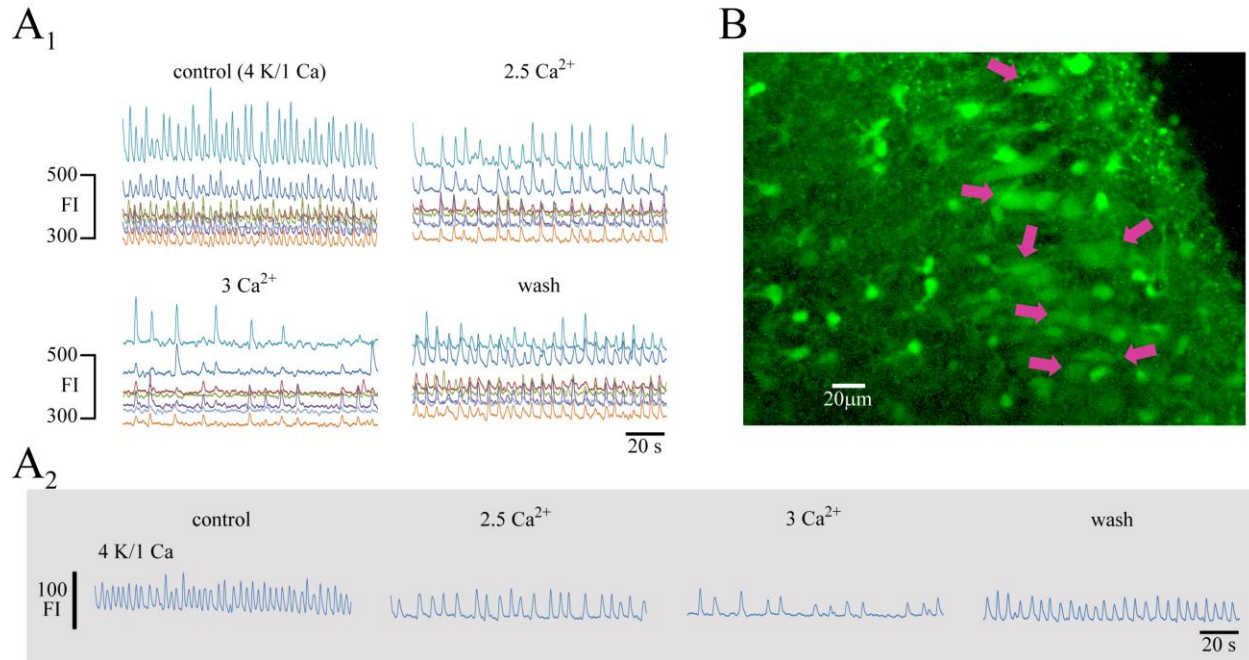 A1
control (4 K/1 Ca)
2.5 Ca²⁺
500
FI
300
3 Ca²⁺
wash
500
FI
300
20 s
B
20µm
A2
control
2.5 Ca²⁺
3 Ca²⁺
wash
4 K/1 Ca
100
FI
20 s